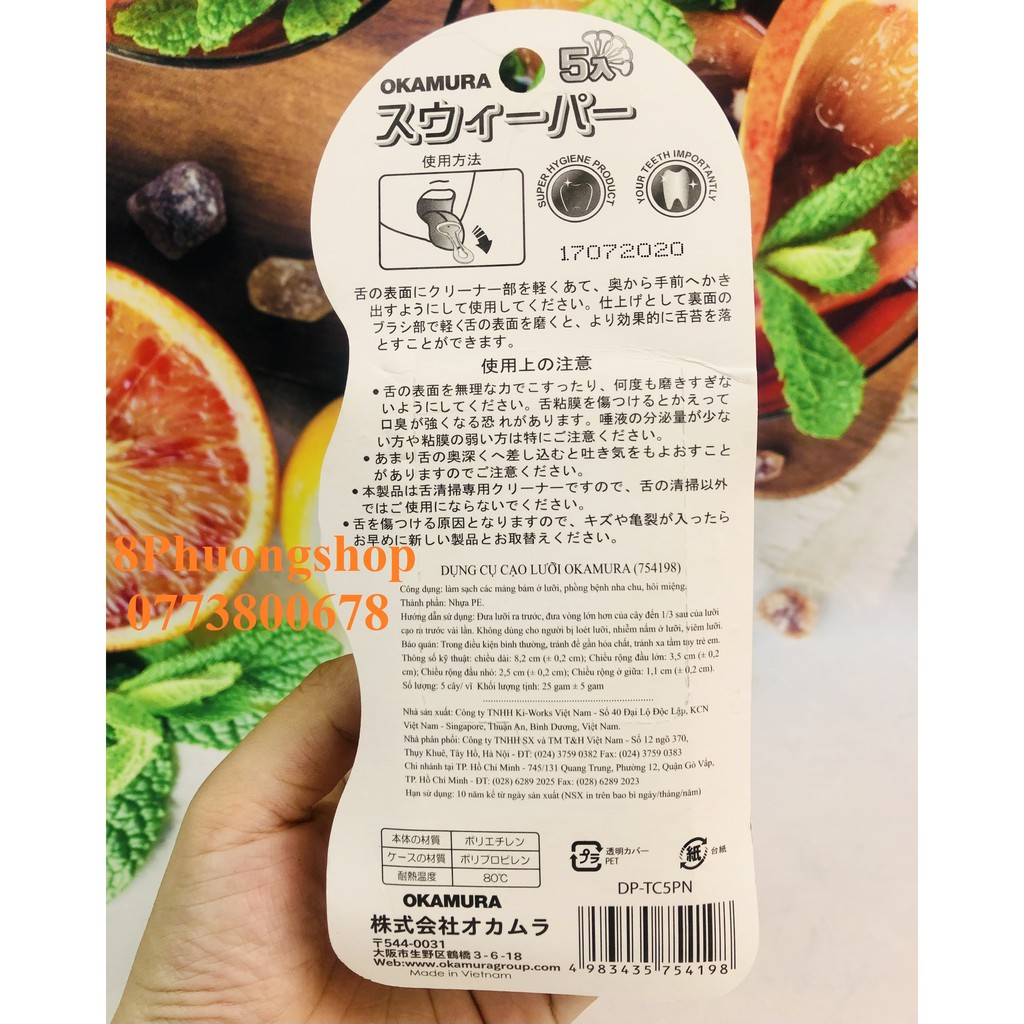 OKAMURA
5入
スウィーパー
使用方法
SUPER HYGIENE PRODUCT
YOUR TEETH IMPORTANTLY
17072020
舌の表面にクリーナー部を軽くあて、奥から手前へかき
出すようにして使用してください。仕上げとして裏面の
ブラシ部で軽く舌の表面を磨くと、より効果的に舌苔を落
とすことができます。
使用上の注意
●舌の表面を無理な力でこすったり、何度も磨きすぎな
いようにしてください。舌粘膜を傷つけるとかえって
口臭が強くなる恐れがあります。唾液の分泌量が少な
い方や粘膜の弱い方は特にご注意ください。
●あまり舌の奥深くへ差し込むと吐き気をもよおすこと
がありますのでご注意ください。
●本製品は舌清掃専用クリーナーですので、舌の清掃以外
ではご使用にならないでください。
●舌を傷つける原因となりますので、キズや亀裂が入ったら
お早めに新しい製品とお取替えください。
8Phuongshop
0773800678
DỤNG CỤ CẠO LƯỠI OKAMURA (754198)
Công dụng: làm sạch các mảng bám ở lưỡi, phòng bệnh nha chu, hôi miệng.
Thành phần: Nhựa PE.
Hướng dẫn sử dụng: Đưa lưỡi ra trước, đưa vòng lớn hơn của cây đến 1/3 sau của lưỡi
cạo ra trước vài lần. Không dùng cho người bị loét lưỡi, nhiễm nấm ở lưỡi, viêm lưỡi.
Bảo quản: Trong điều kiện bình thường, tránh để gần hóa chất, tránh xa tầm tay trẻ em.
Thông số kỹ thuật: chiều dài: 8,2 cm (± 0,2 cm); Chiều rộng đầu lớn: 3,5 cm (± 0,2
cm); Chiều rộng đầu nhỏ: 2,5 cm (± 0,2 cm); Chiều rộng ở giữa: 1,1 cm (± 0,2 cm).
Số lượng: 5 cây/ vỉ Khối lượng tịnh: 25 gam ± 5 gam
Nhà sản xuất: Công ty TNHH Ki-Works Việt Nam - Số 40 Đại Lộ Độc Lập, KCN
Việt Nam - Singapore, Thuận An, Bình Dương, Việt Nam.
Nhà phân phối: Công ty TNHH SX và TM T&H Việt Nam - Số 12 ngõ 370,
Thụy Khuê, Tây Hồ, Hà Nội - ĐT: (024) 3759 0382 Fax: (024) 3759 0383
Chi nhánh tại TP. Hồ Chí Minh - 745/131 Quang Trung, Phường 12, Quận Gò Vấp,
TP. Hồ Chí Minh - ĐT: (028) 6289 2025 Fax: (028) 6289 2023
Hạn sử dụng: 10 năm kể từ ngày sản xuất (NSX in trên bao bì ngày/tháng/năm)
本体の材質 ポリエチレン
ケースの材質 ポリプロピレン
耐熱温度 80℃
プラ 透明カバー
PET
紙 台紙
DP-TC5PN
OKAMURA
株式会社オカムラ
〒544-0031
大阪市生野区鶴橋3-6-18
Web:www.okamuragroup.com
Made in Vietnam
4 983435 754198